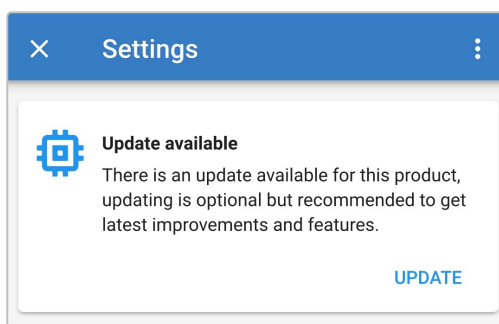 Settings
Update available
There is an update available for this product,
updating is optional but recommended to get
latest improvements and features.
UPDATE